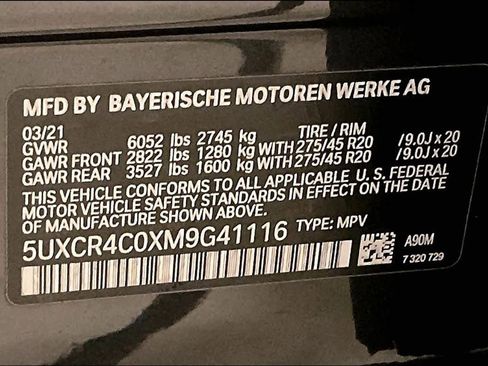 MFD BY BAYERISCHE MOTOREN WERKE AG
03/21 TIRE / RIM
GVWR 6052 lbs 2745 kg
GAWR FRONT 2822 lbs 1280 kg WITH 275/45 R20 /9.0J x 20
GAWR REAR 3527 lbs 1600 kg WITH 275/45 R20 /9.0J x 20
THIS VEHICLE CONFORMS TO ALL APPLICABLE U.S. FEDERAL
MOTOR VEHICLE SAFETY STANDARDS IN EFFECT ON THE DATE
OF MANUFACTURE.
5UXCR4C0XM9G41116 TYPE: MPV
A90M
7 320 729